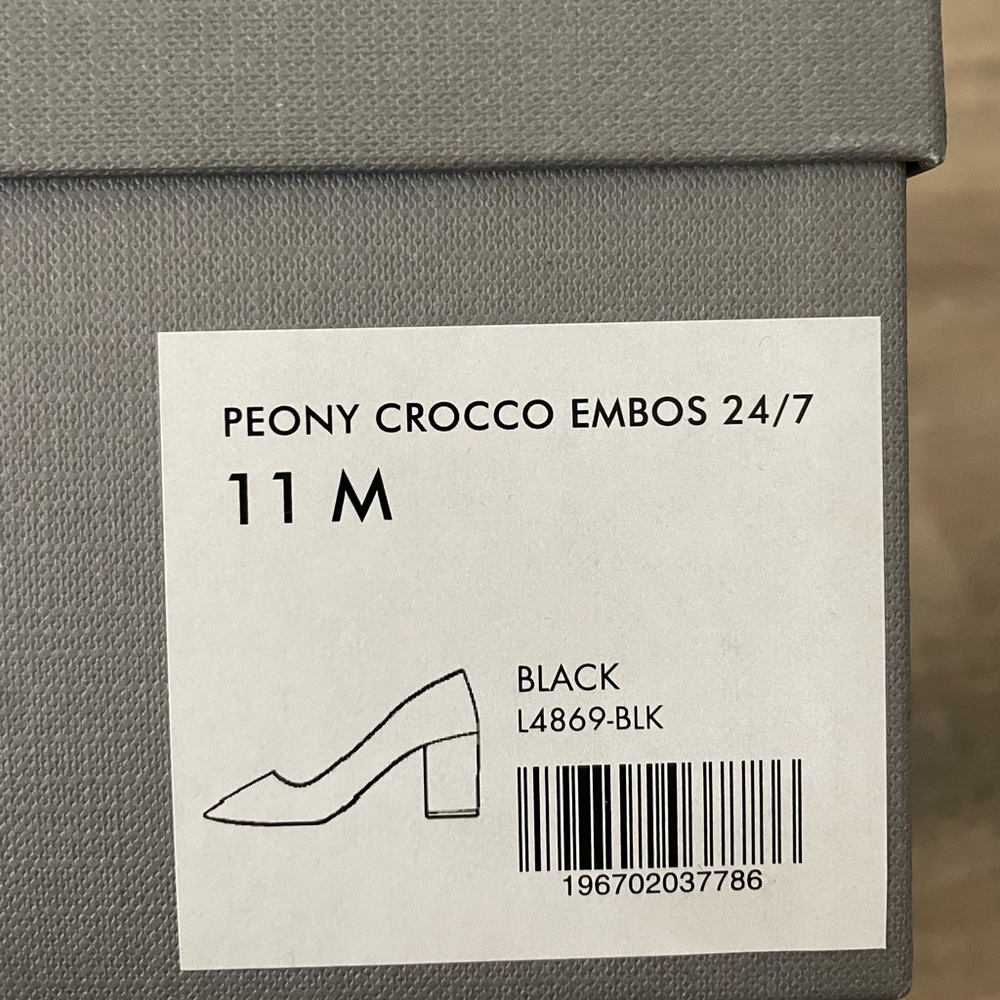 PEONY CROCCO EMBOS 24/7
11 M
BLACK
L4869-BLK
196702037786